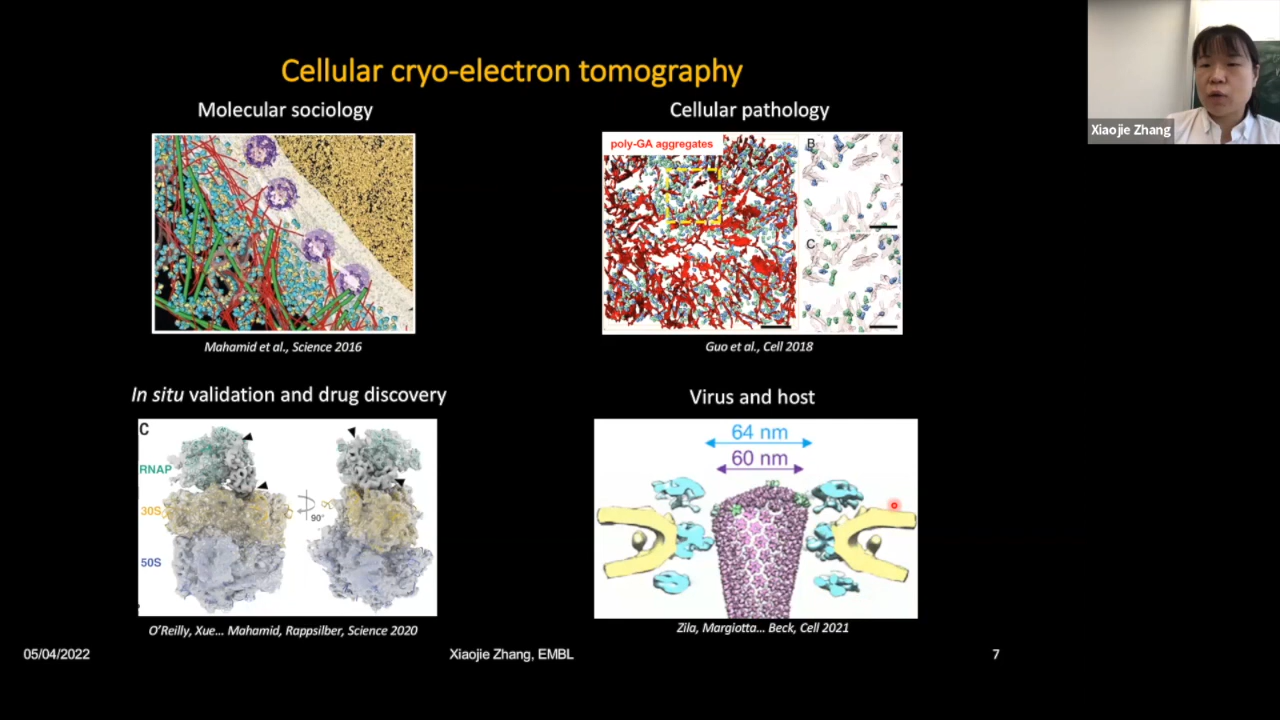 Cellular cryo-electron tomography
Xiaojie Zhang
Molecular sociology
Cellular pathology
poly-GA aggregates
B
C
Mahamid et al., Science 2016
Guo et al., Cell 2018
In situ validation and drug discovery
Virus and host
C
RNAP
30S
50S
90°
64 nm
60 nm
O'Reilly, Xue… Mahamid, Rappsilber, Science 2020
Zila, Margiotta… Beck, Cell 2021
05/04/2022
Xiaojie Zhang, EMBL
7